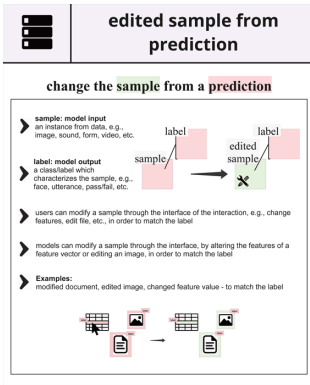 edited sample from
prediction
change the sample from a prediction
sample: model input
an instance from data, e.g.,
image, sound, form, video, etc.
label: model output
a class/label which
characterizes the sample, e.g.,
face, utterance, pass/fail, etc.
label
sample
label
edited
sample
users can modify a sample through the interface of the interaction, e.g., change
features, edit file, etc., in order to match the label
models can modify a sample through the interface, by altering the features of a
feature vector or editing an image, in order to match the label
Examples:
modified document, edited image, changed feature value - to match the label